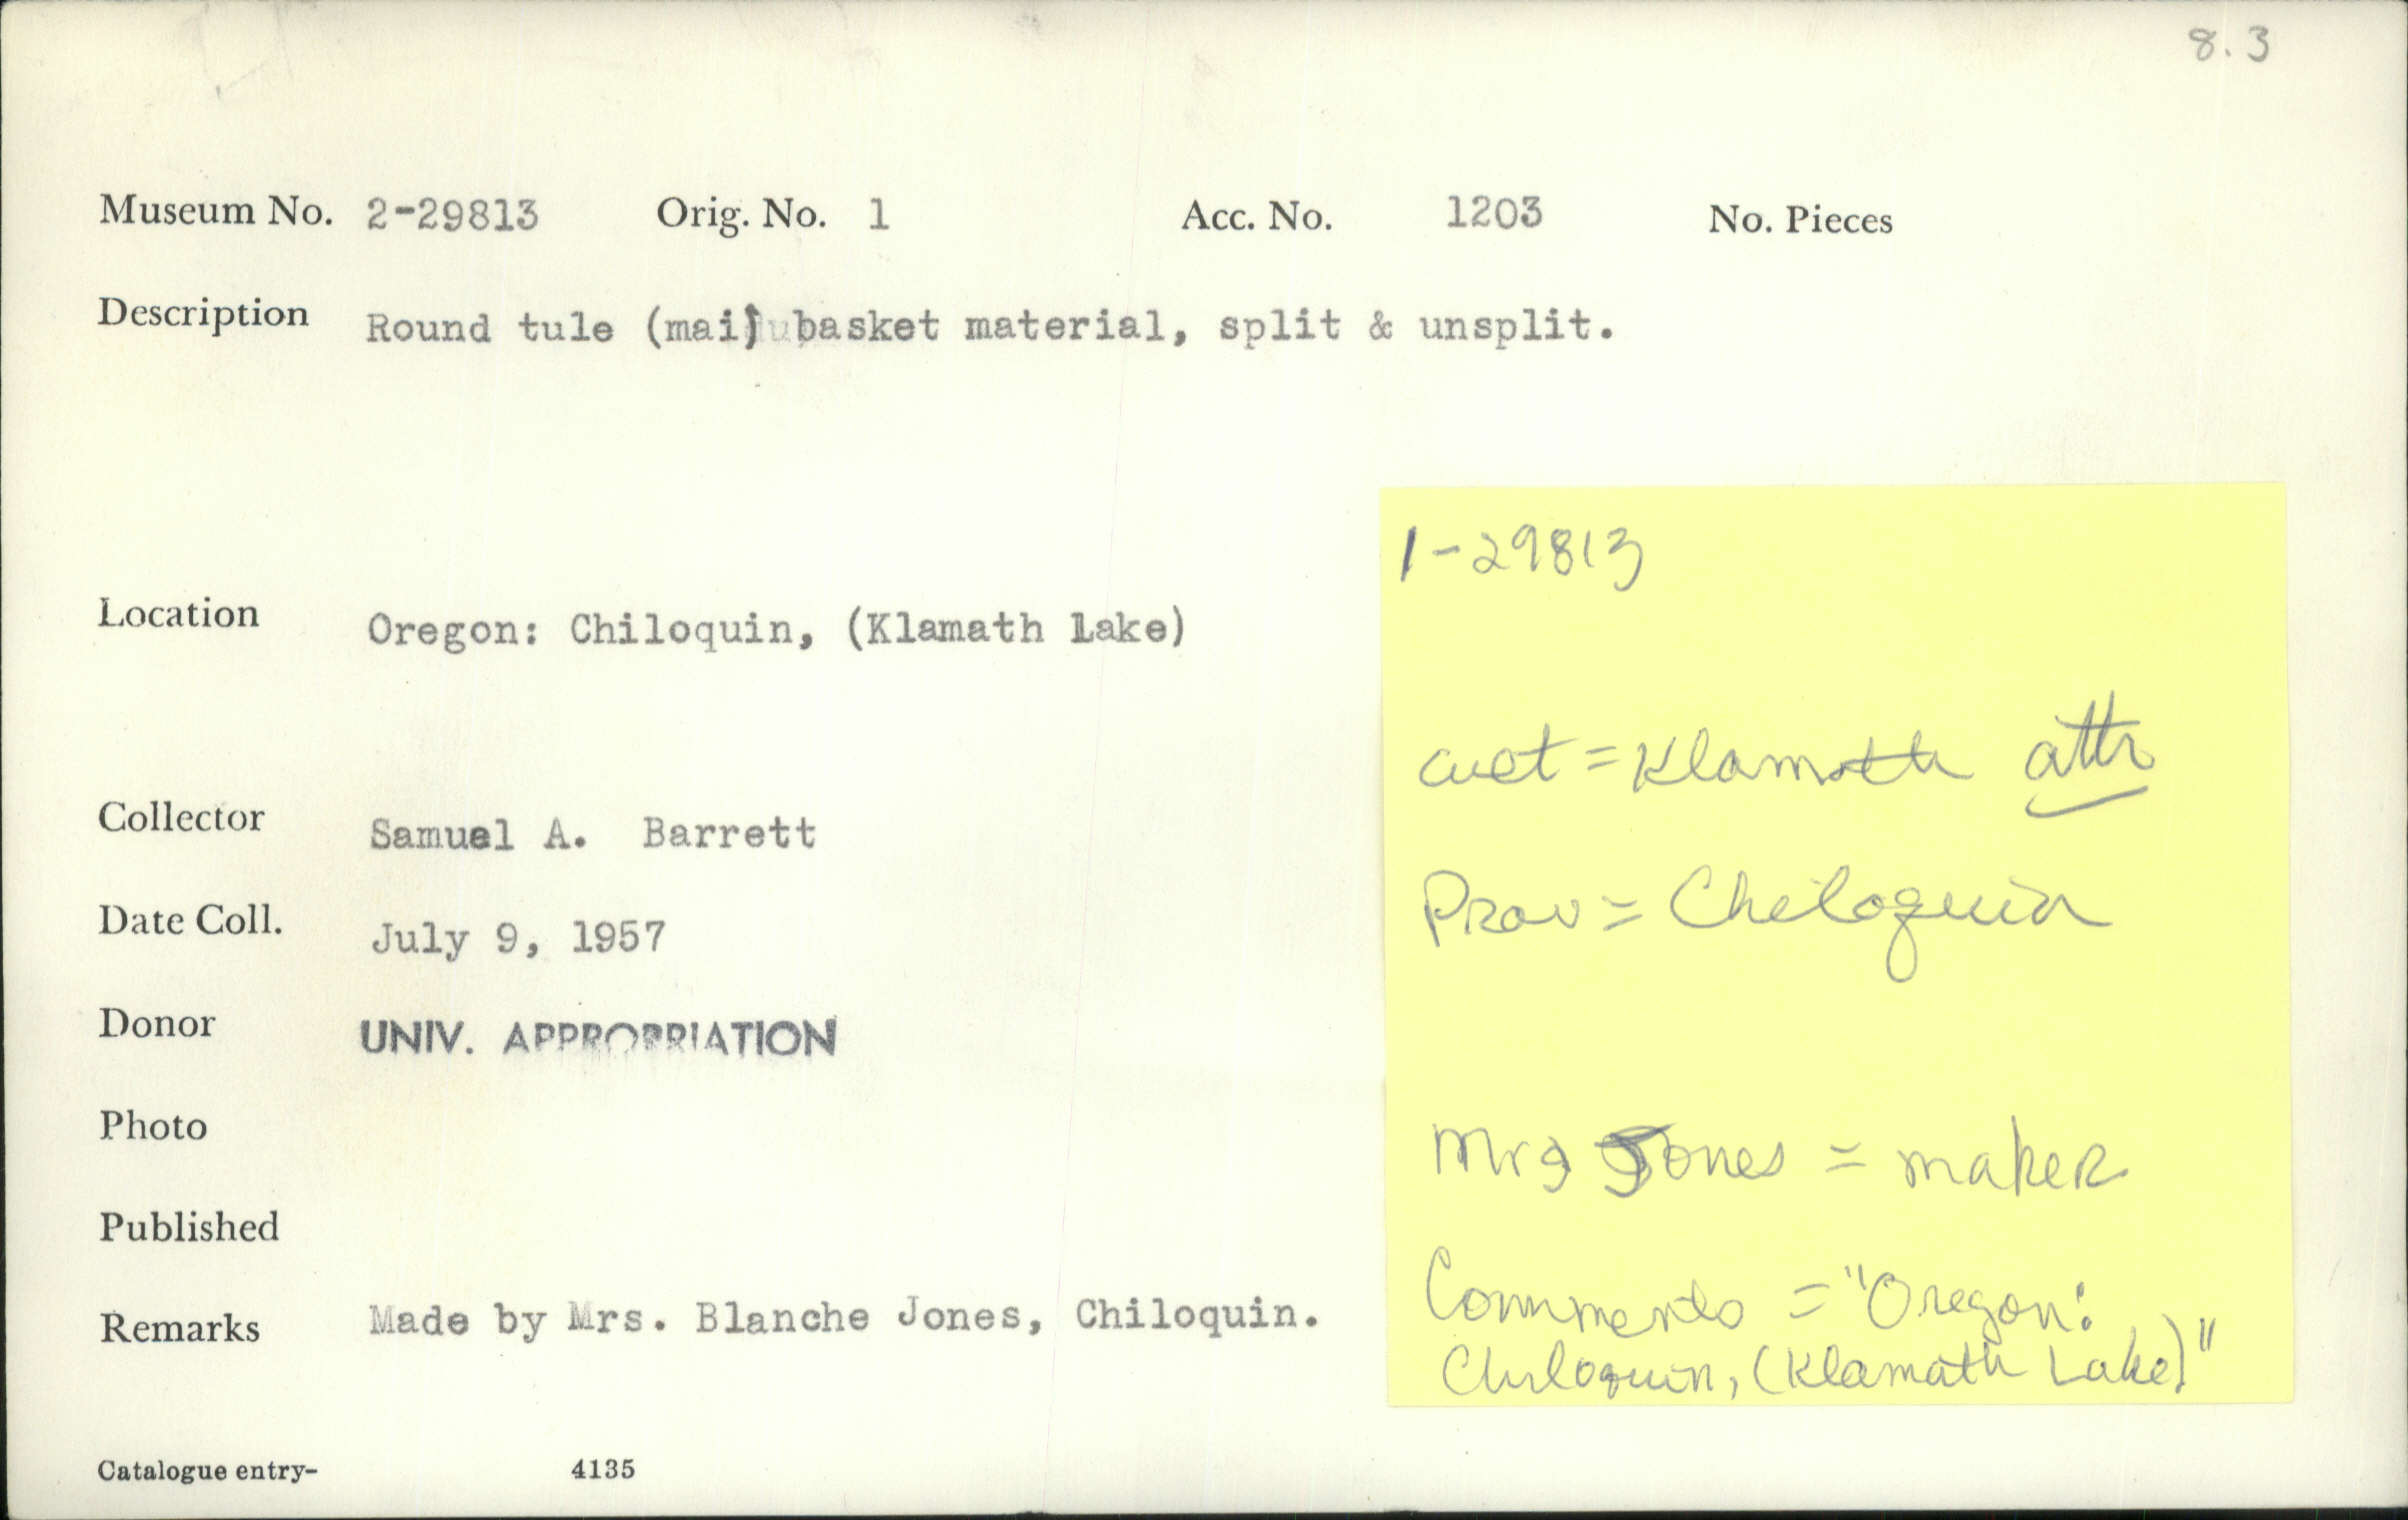 8.3
Museum No. 2-29813 Orig. No. 1 Acc. No. 1203 No. Pieces
Description Round tule (mai) basket material, split & unsplit.
Location Oregon: Chiloquin, (Klamath Lake)
Collector Samuel A. Barrett
Date Coll. July 9, 1957
Donor UNIV. APPROPRIATION
Photo
Published
Remarks Made by Mrs. Blanche Jones, Chiloquin.
Catalogue entry- 4135
1-29813
cult = Klamath attr
Prov = Chiloquin
Mrs Jones = maker
Comments = "Oregon:
Chiloquin, (Klamath Lake)"